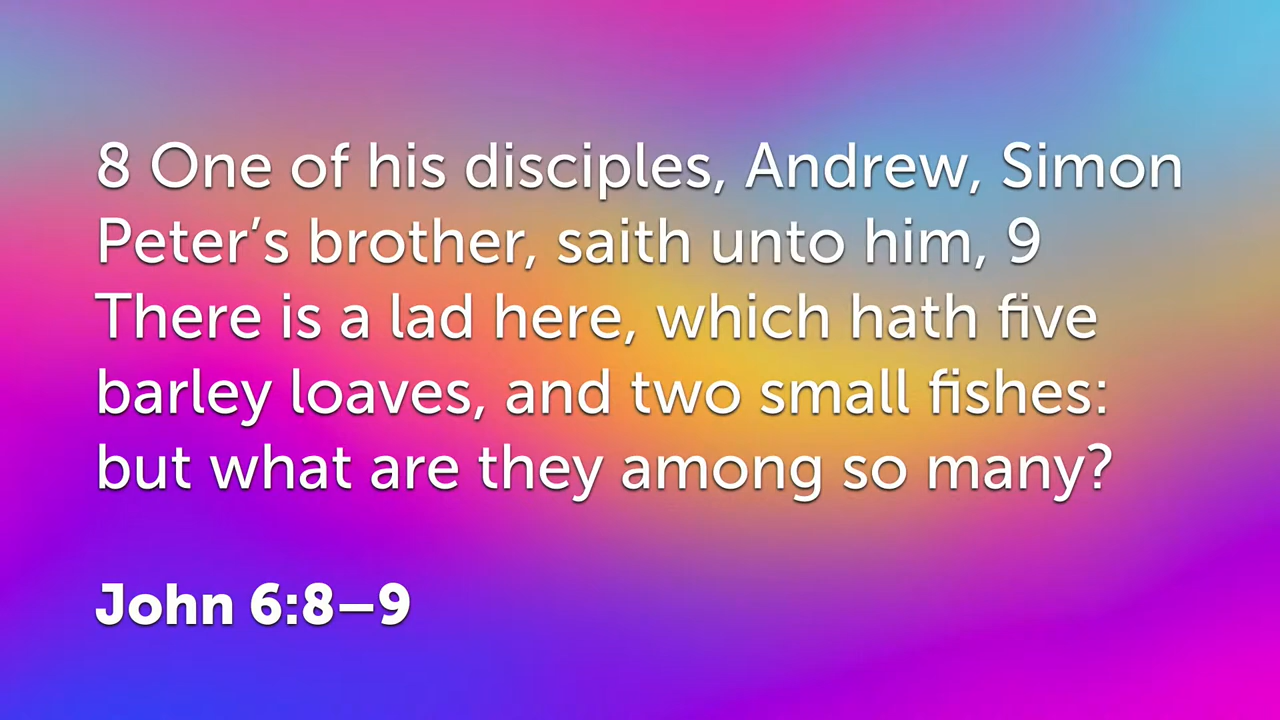 8 One of his disciples, Andrew, Simon
Peter’s brother, saith unto him, 9
There is a lad here, which hath five
barley loaves, and two small fishes:
but what are they among so many?
John 6:8–9